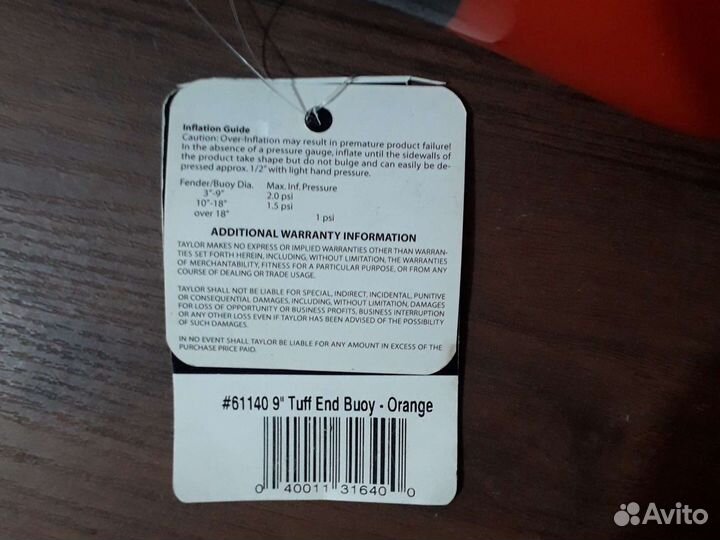 Inflation Guide
Caution: Over-Inflation may result in premature product failure!
In the absence of a pressure gauge, inflate until the sidewalls of
the product take shape but do not bulge and can easily be de-
pressed approx. 1/2" with light hand pressure.
Fender/Buoy Dia. Max. Inf. Pressure
3"-9" 2.0 psi
10"-18" 1.5 psi
over 18" 1 psi
ADDITIONAL WARRANTY INFORMATION
TAYLOR MAKES NO EXPRESS OR IMPLIED WARRANTIES OTHER THAN WARRAN-
TIES SET FORTH HEREIN, INCLUDING, WITHOUT LIMITATION, THE WARRANTIES
OF MERCHANTABILITY, FITNESS FOR A PARTICULAR PURPOSE, OR FROM ANY
COURSE OF DEALING OR TRADE USAGE.
TAYLOR SHALL NOT BE LIABLE FOR SPECIAL, INDIRECT, INCIDENTAL, PUNITIVE
OR CONSEQUENTIAL DAMAGES, INCLUDING, WITHOUT LIMITATION, DAMAGES
FOR LOSS OF OPPORTUNITY OR BUSINESS PROFITS, BUSINESS INTERRUPTION
OR ANY OTHER LOSS EVEN IF TAYLOR HAS BEEN ADVISED OF THE POSSIBILITY
OF SUCH DAMAGES.
IN NO EVENT SHALL TAYLOR BE LIABLE FOR ANY AMOUNT IN EXCESS OF THE
PURCHASE PRICE PAID.
#61140 9" Tuff End Buoy - Orange
0 40011 31640 0
Avito